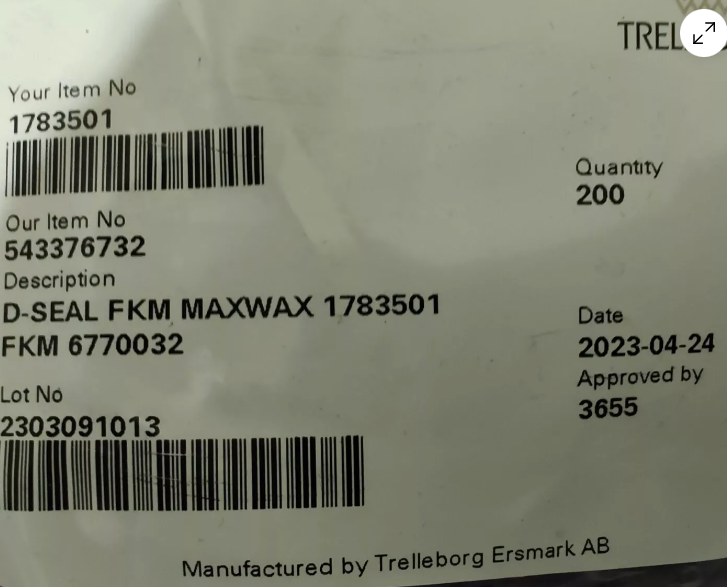 TREL
Your Item No
1783501
Quantity
200
Our Item No
543376732
Description
D-SEAL FKM MAXWAX 1783501
FKM 6770032
Date
2023-04-24
Approved by
3655
Lot No
2303091013
Manufactured by Trelleborg Ersmark AB